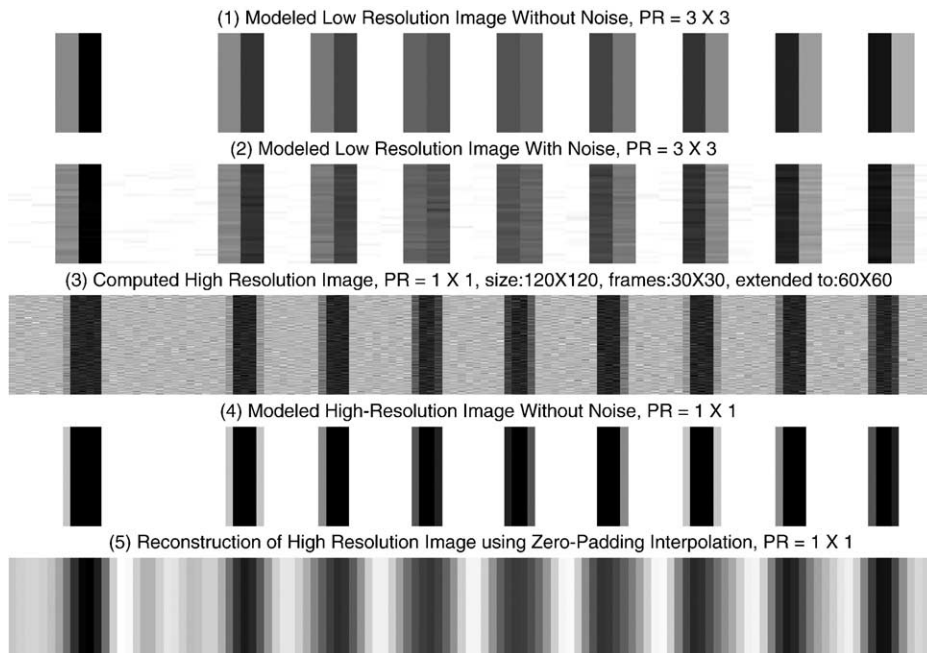 (1) Modeled Low Resolution Image Without Noise, PR = 3 X 3
(2) Modeled Low Resolution Image With Noise, PR = 3 X 3
(3) Computed High Resolution Image, PR = 1 X 1, size:120X120, frames:30X30, extended to:60X60
(4) Modeled High-Resolution Image Without Noise, PR = 1 X 1
(5) Reconstruction of High Resolution Image using Zero-Padding Interpolation, PR = 1 X 1